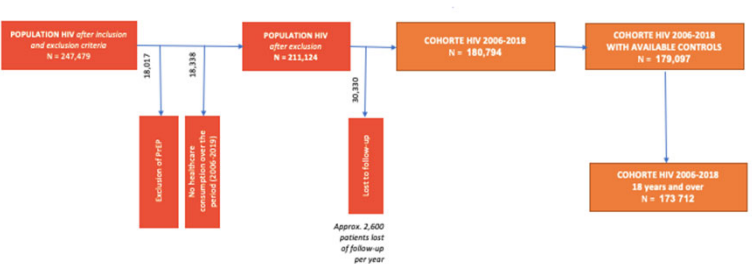 POPULATION HIV after inclusion
and exclusion criteria
N = 247,479
18,017
18,338
Exclusion of PrEP
No healthcare
consumption over the
period (2006-2019)
POPULATION HIV
after exclusion
N = 211,124
30,330
Lost to follow-up
Approx. 2,600
patients lost
of follow-up
per year
COHORTE HIV 2006-2018
N = 180,794
COHORTE HIV 2006-2018
WITH AVAILABLE CONTROLS
N = 179,097
COHORTE HIV 2006-2018
18 years and over
N = 173 712